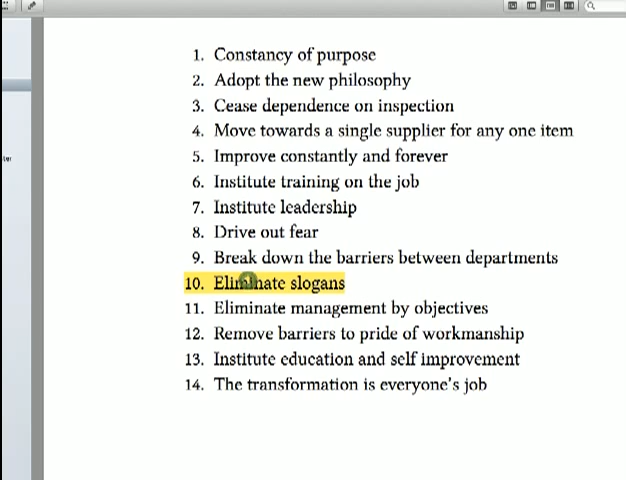 1. Constancy of purpose
2. Adopt the new philosophy
3. Cease dependence on inspection
4. Move towards a single supplier for any one item
5. Improve constantly and forever
6. Institute training on the job
7. Institute leadership
8. Drive out fear
9. Break down the barriers between departments
10. Eliminate slogans
11. Eliminate management by objectives
12. Remove barriers to pride of workmanship
13. Institute education and self improvement
14. The transformation is everyone's job